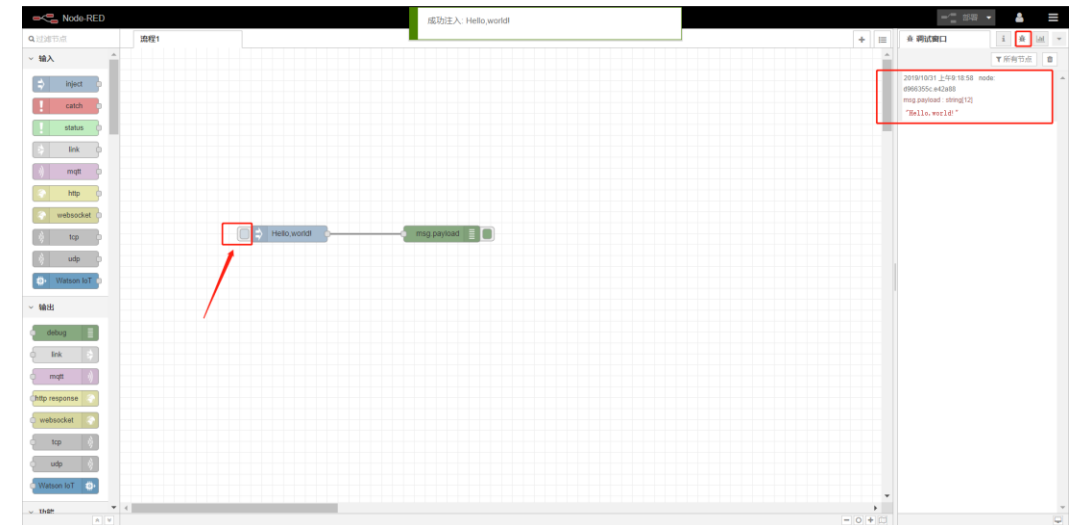 Node-RED
成功注入: Hello,world!
部署
过滤节点
流程1
调试窗口
i
输入
所有节点
inject
catch
status
link
mqtt
http
websocket
tcp
udp
Watson IoT
2019/10/31 上午9:18:58 node:
d966355c.e42a88
msg.payload : string[12]
"Hello,world!"
Hello,world!
msg.payload
输出
debug
link
mqtt
http response
websocket
tcp
udp
Watson IoT
功能